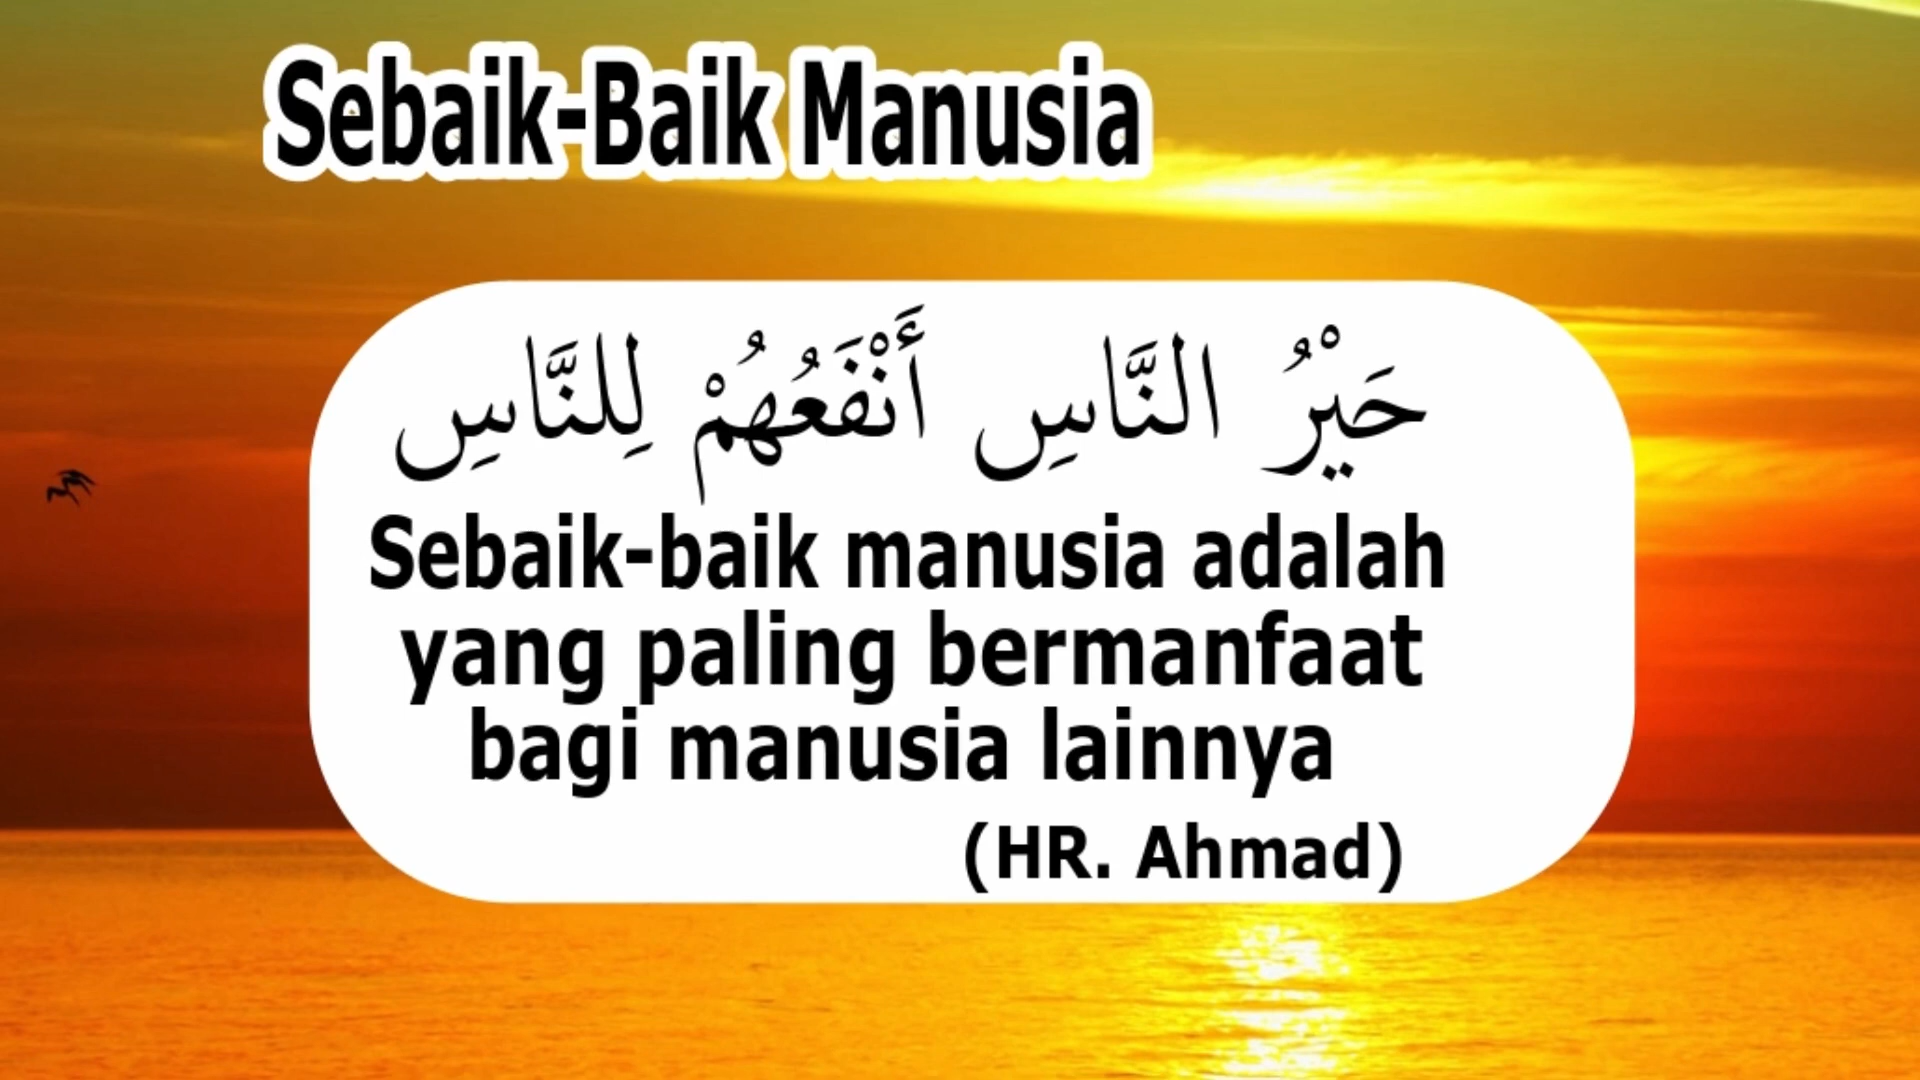 Sebaik-Baik Manusia
حَيْرُ النَّاسِ أَنْفَعُهُمْ لِلنَّاسِ
Sebaik-baik manusia adalah
yang paling bermanfaat
bagi manusia lainnya
(HR. Ahmad)